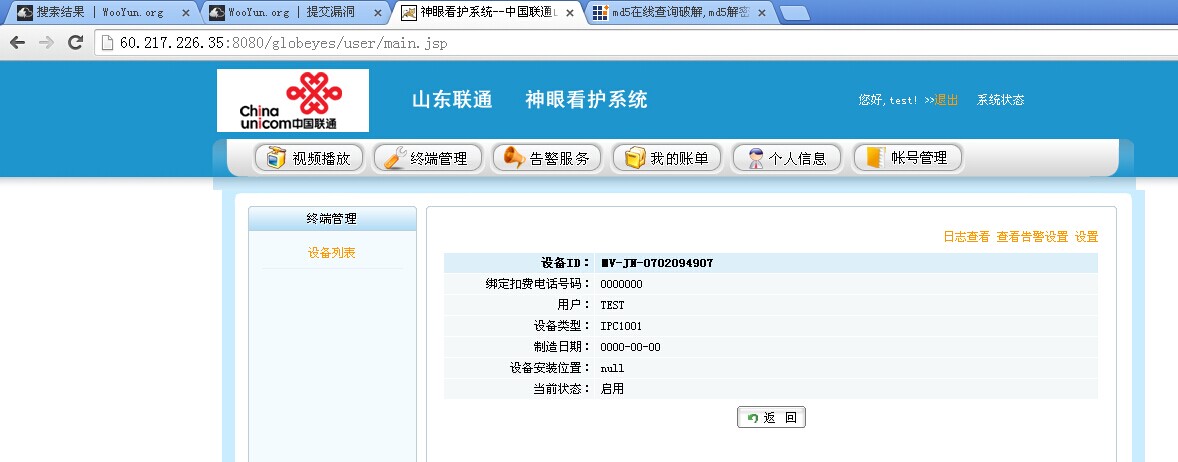 搜索结果 | WooYun.org
WooYun.org | 提交漏洞
神眼看护系统--中国联通
md5在线查询破解,md5解密
60.217.226.35:8080/globeyes/user/main.jsp
China unicom中国联通
山东联通 神眼看护系统
您好,test! >>退出 系统状态
视频播放 终端管理 告警服务 我的账单 个人信息 帐号管理
终端管理
设备列表
日志查看 查看告警设置 设置
设备ID： MV-JN-0702094907
绑定扣费电话号码： 0000000
用户： TEST
设备类型： IPC1001
制造日期： 0000-00-00
设备安装位置： null
当前状态： 启用
返 回